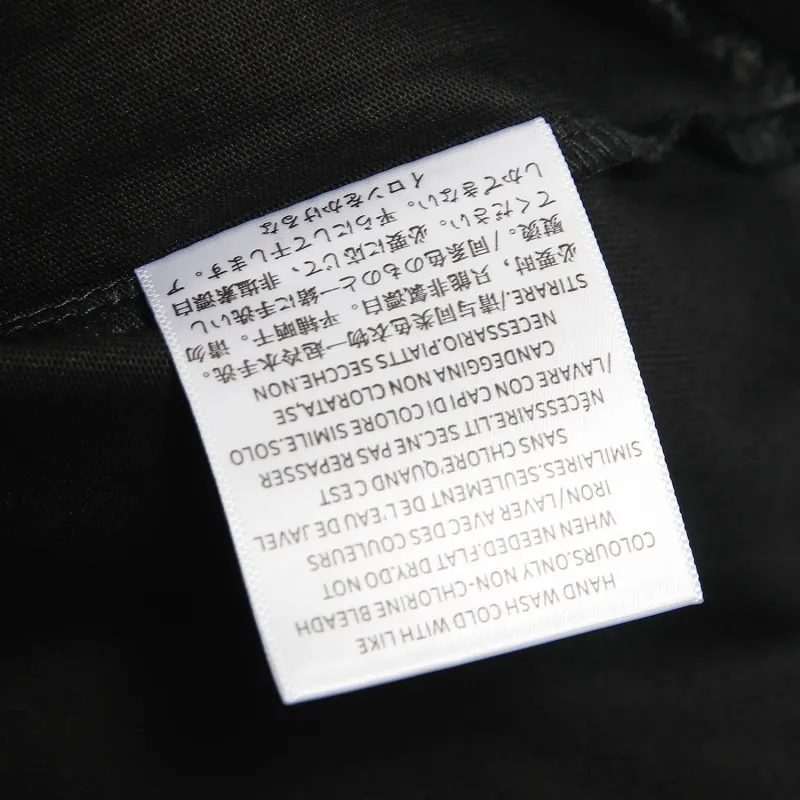 HAND WASH COLD WITH LIKE
COLOURS.ONLY NON-CHLORINE BLEADH
WHEN NEEDED.FLAT DRY.DO NOT
IRON/LAVER AVEC DES COULEURS
SIMILAIRES.SEULEMENT DE L'EAU DE JAVEL
SANS CHLORE'QUAND C'EST
NÉCESSAIRE.LIT SEC.NE PAS REPASSER
/LAVARE CON CAPI DI COLORE SIMILE.SOLO
CANDEGGINA NON CLORATA,SE
NECESSARIO.PIATTS SECCHE.NON
STIRARE./请与同类色衣物一起冷水手洗。
必要时,只能非氯漂白。平铺晒干。请勿
熨烫。/同系色のものと一緒に手洗いし
てください。必要に応じて、非塩素漂白
しかできない。平らにして干します。ア
イロンをかけるな